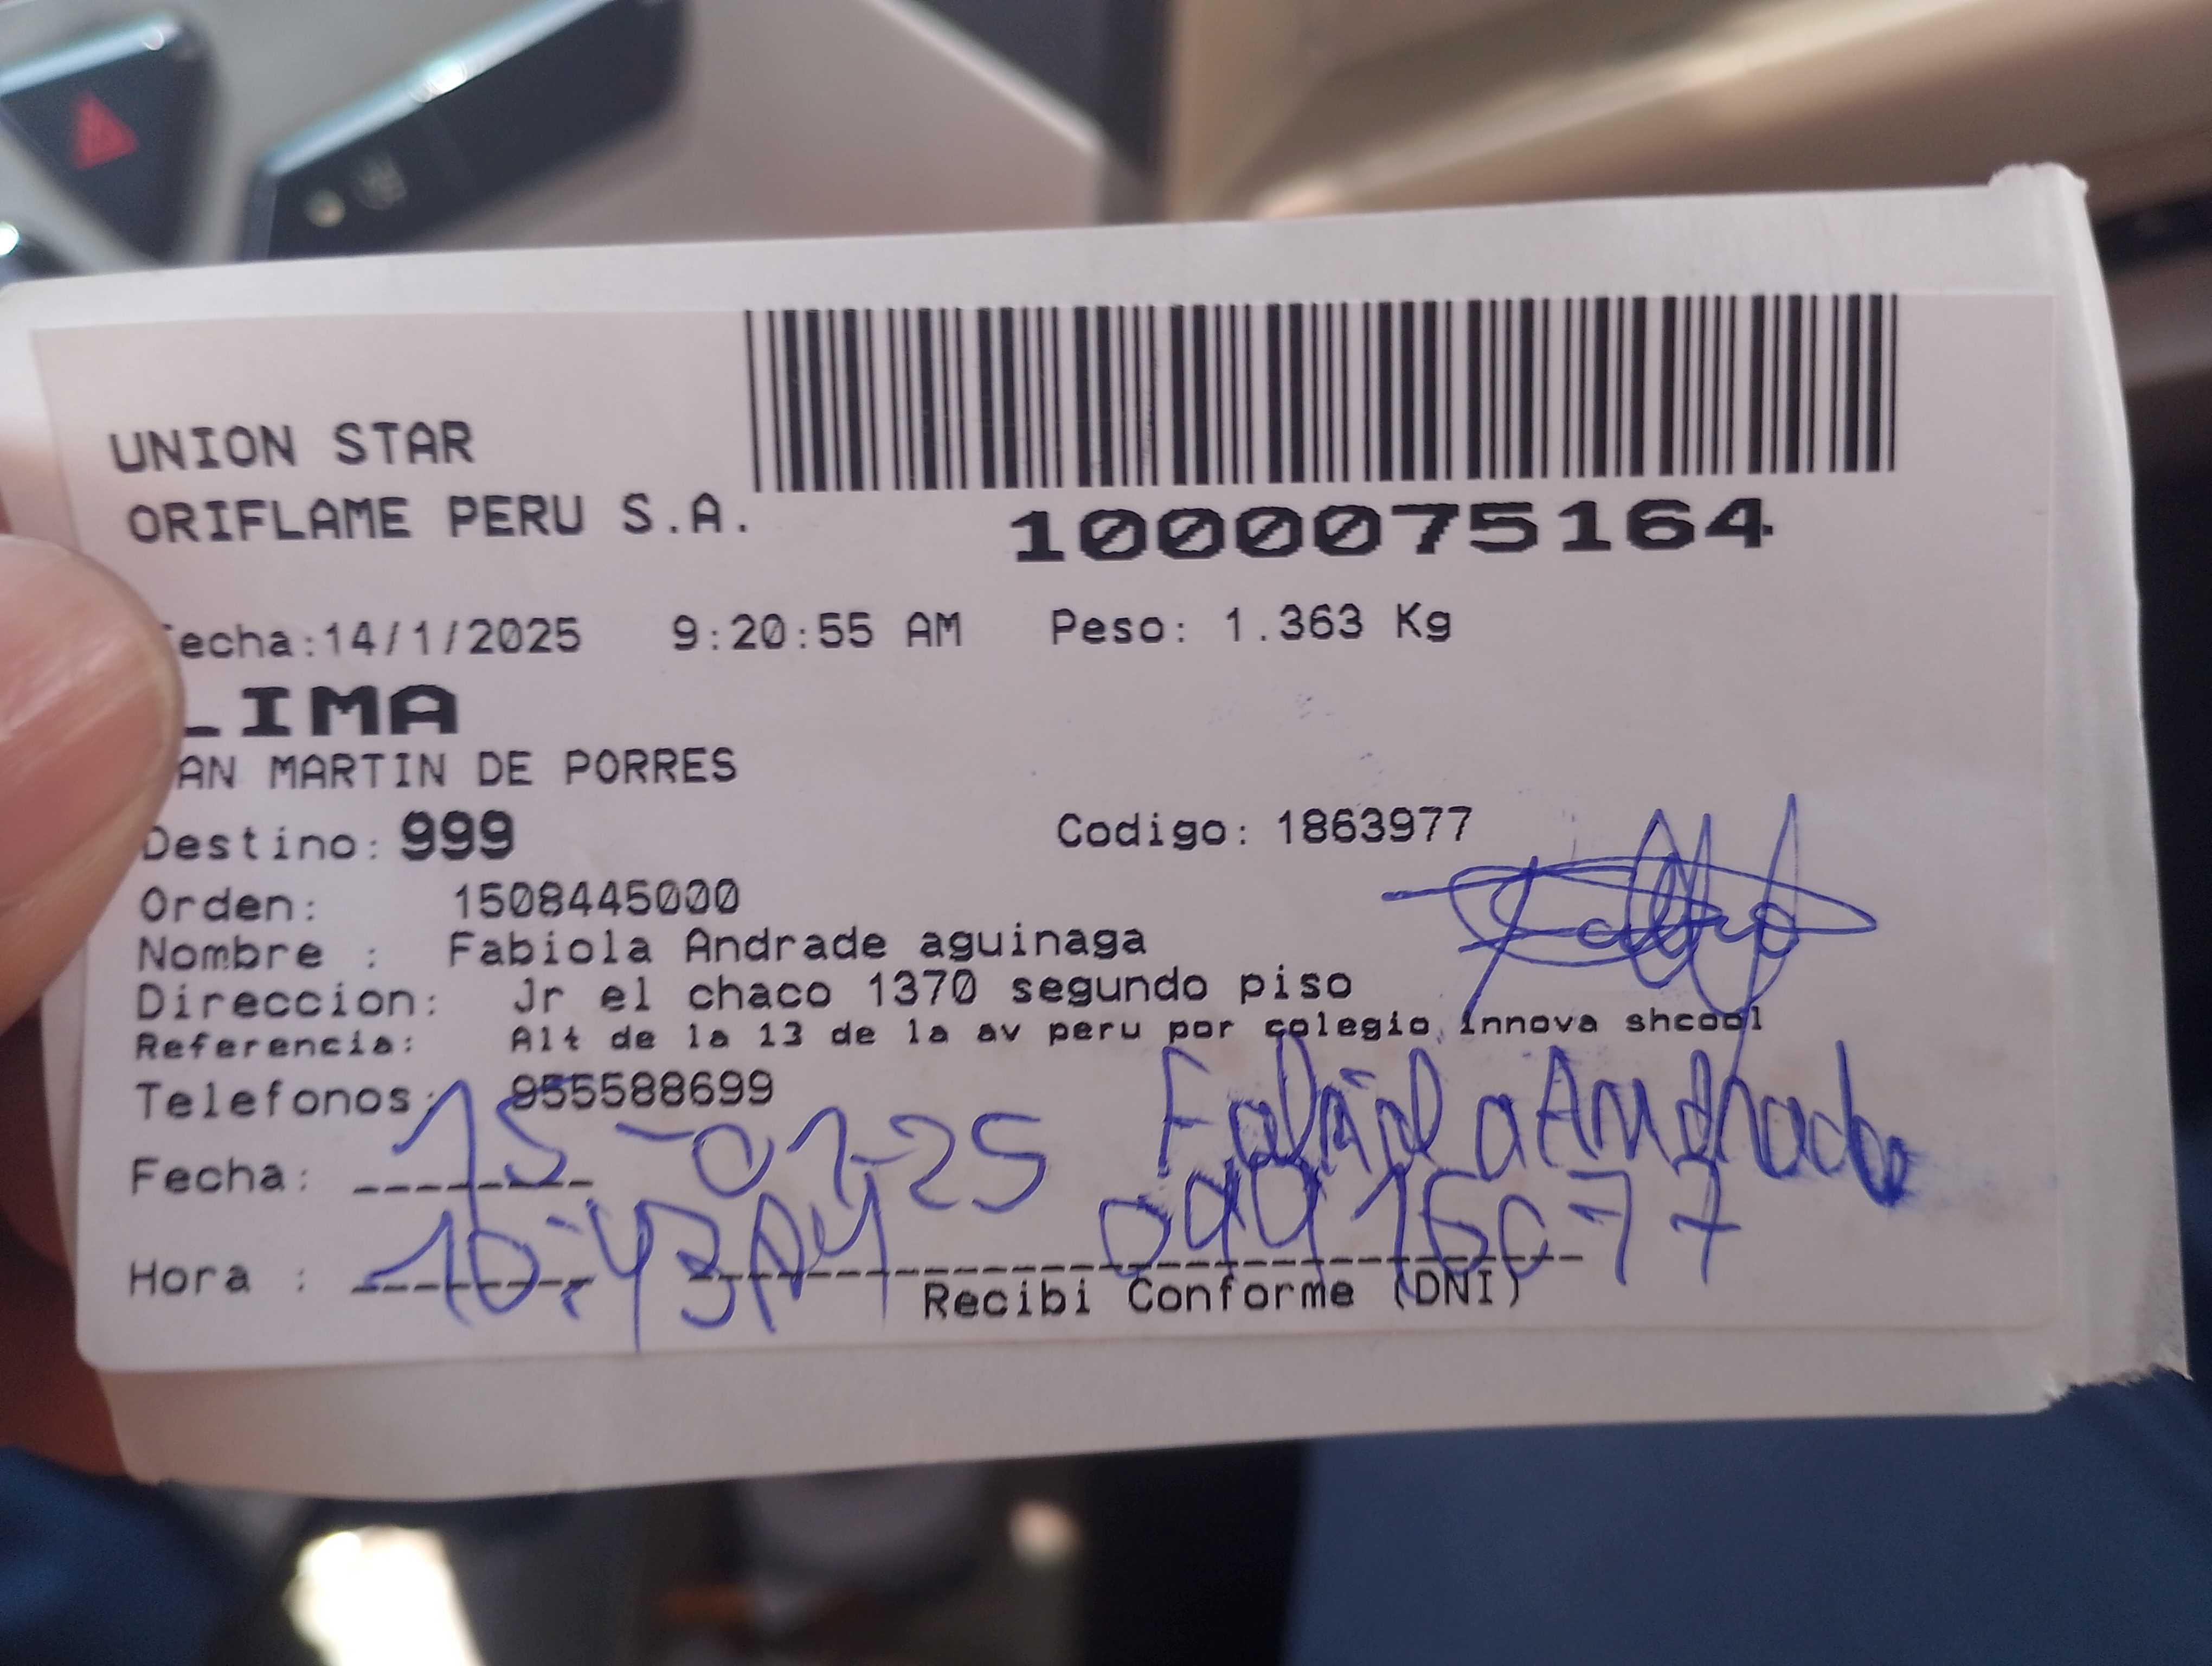 UNION STAR
ORIFLAME PERU S.A.
1000075164
echa:14/1/2025 9:20:55 AM Peso: 1.363 Kg
LIMA
AN MARTIN DE PORRES
Destino: 999 Codigo: 1863977
Orden: 1508445000
Nombre : Fabiola Andrade aguinaga
Direccion: Jr el chaco 1370 segundo piso
Referencia: Alt de la 13 de la av peru por colegio innova shcool
Telefonos: 955588699
Fabiola Andrade
Fecha: 15-01-25
Hora : 10:43AM
Recibi Conforme (DNI)